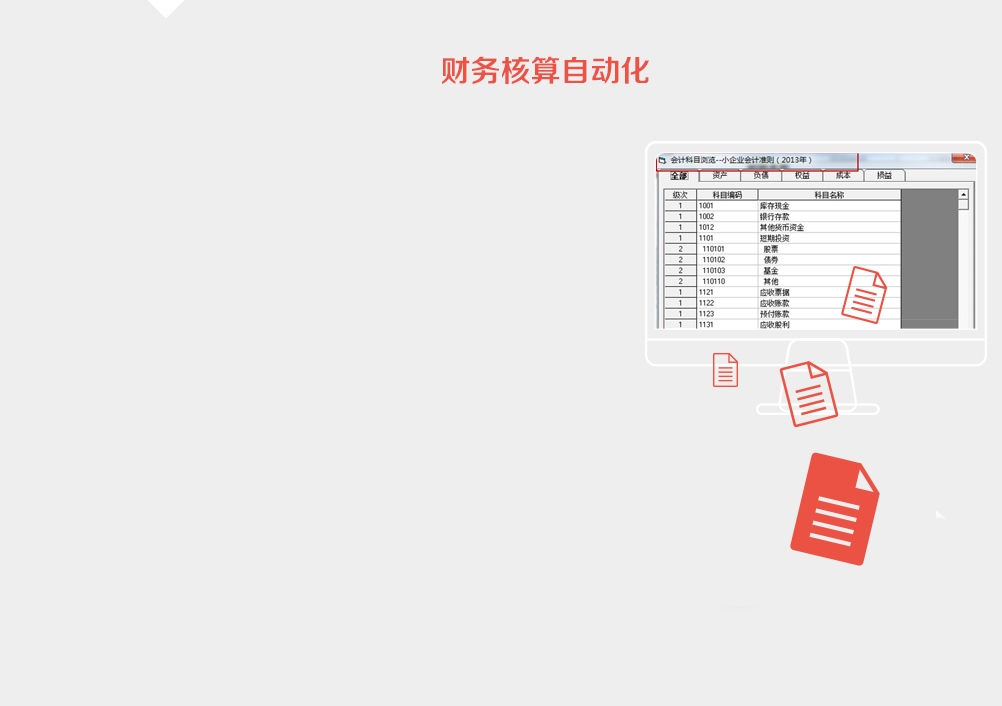 财务核算自动化
会计科目浏览--小企业会计准则(2013年)
全部 资产 负债 权益 成本 损益
级次 科目编码 科目名称
1 1001 库存现金
1 1002 银行存款
1 1012 其他货币资金
1 1101 短期投资
2 110101 股票
2 110102 债券
2 110103 基金
2 110110 其他
1 1121 应收票据
1 1122 应收账款
1 1123 预付账款
1 1131 应收股利